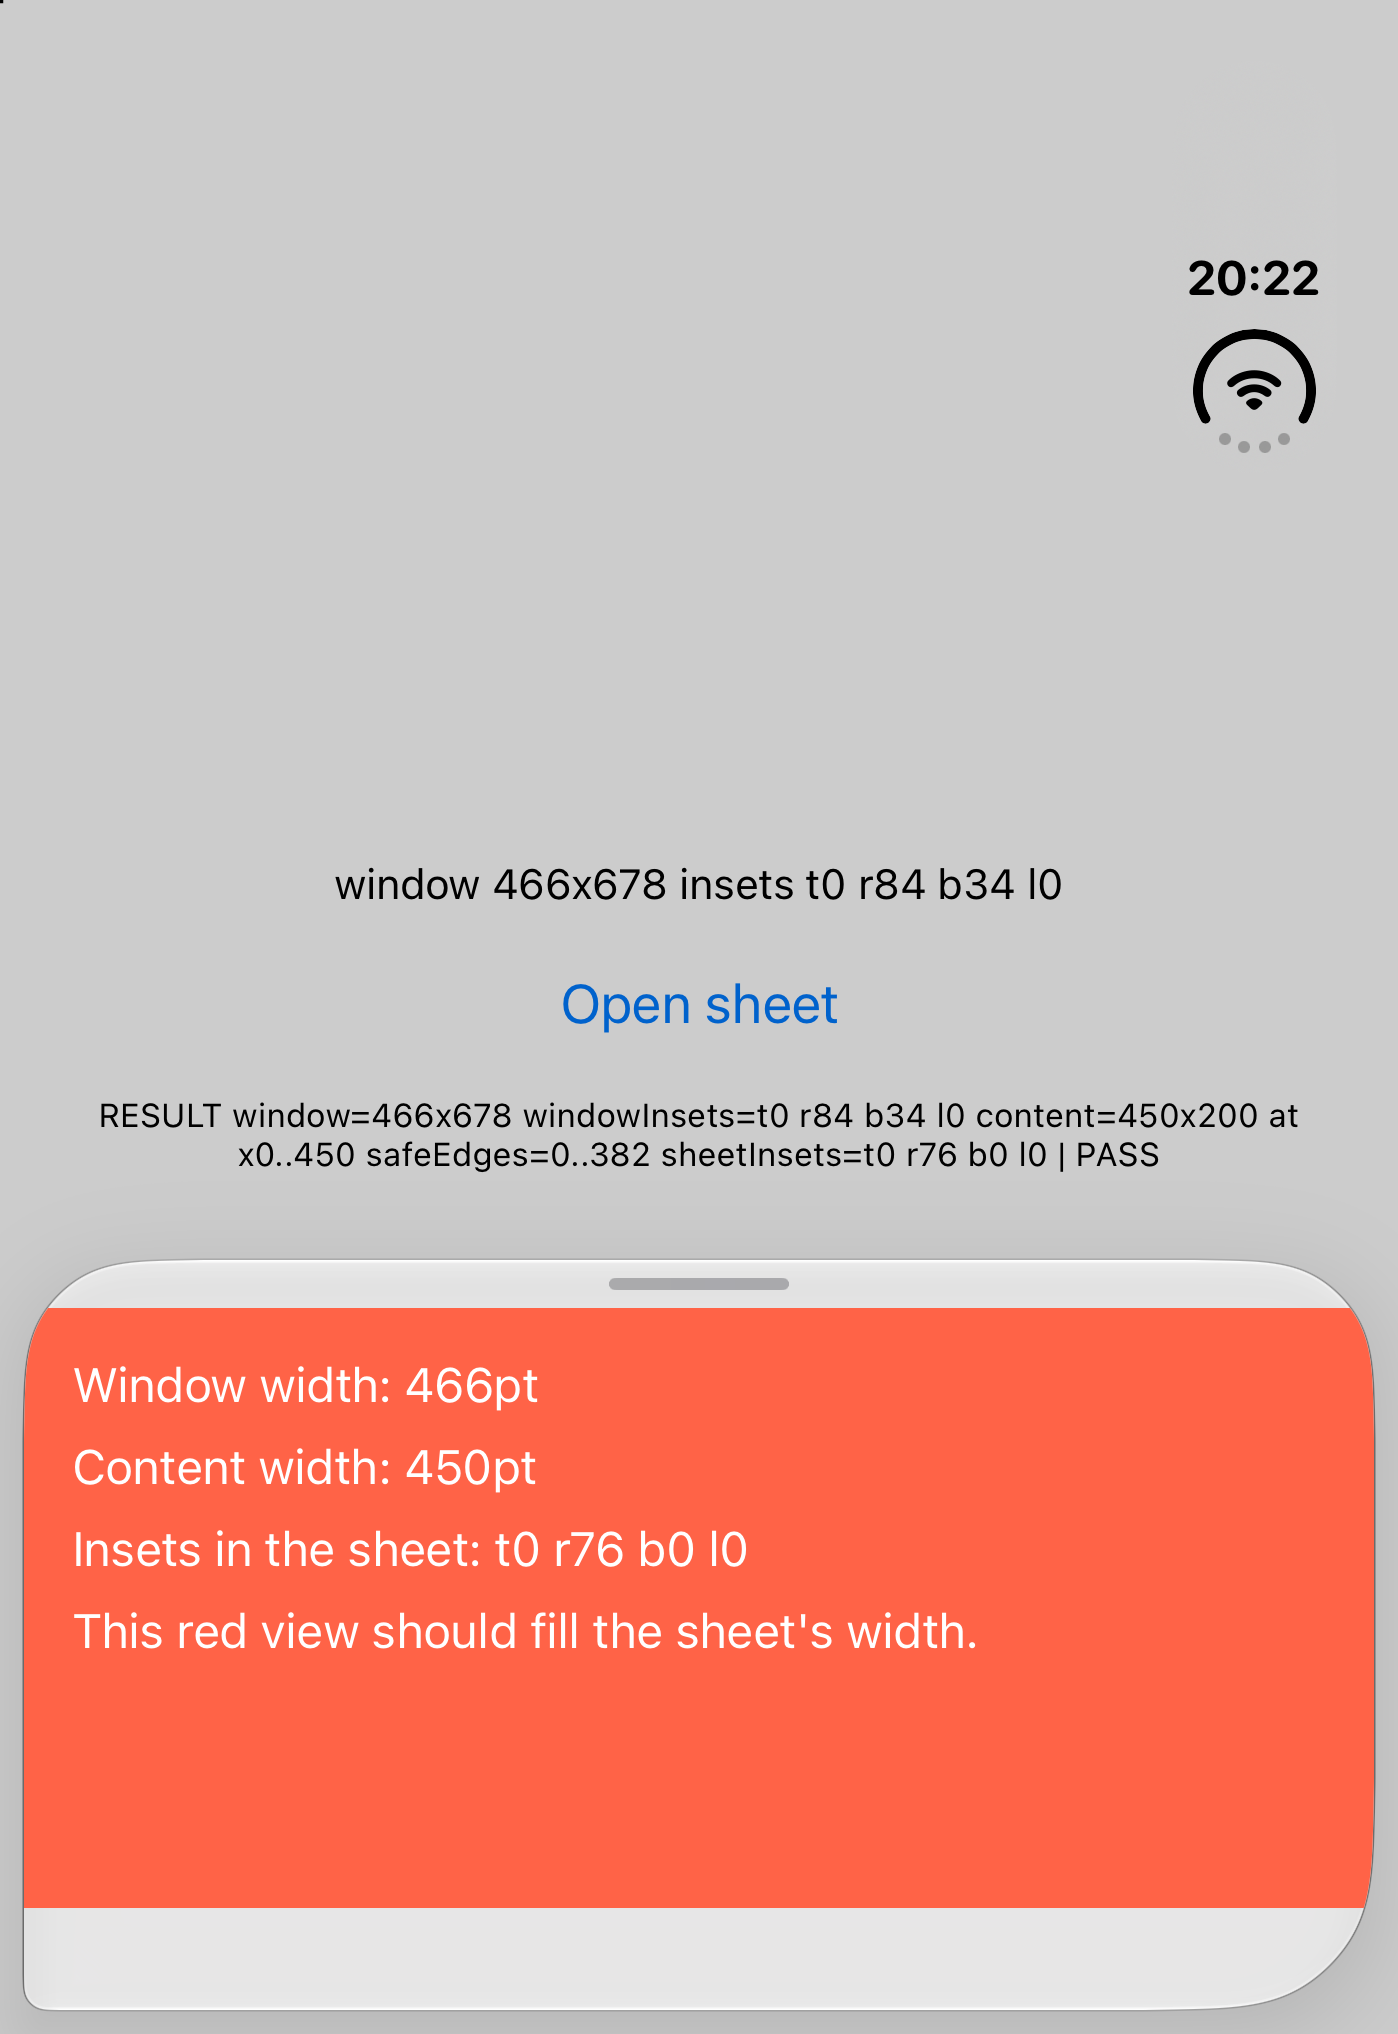 20:22
window 466x678 insets t0 r84 b34 l0
Open sheet
RESULT window=466x678 windowInsets=t0 r84 b34 l0 content=450x200 at
x0..450 safeEdges=0..382 sheetInsets=t0 r76 b0 l0 | PASS
Window width: 466pt
Content width: 450pt
Insets in the sheet: t0 r76 b0 l0
This red view should fill the sheet's width.